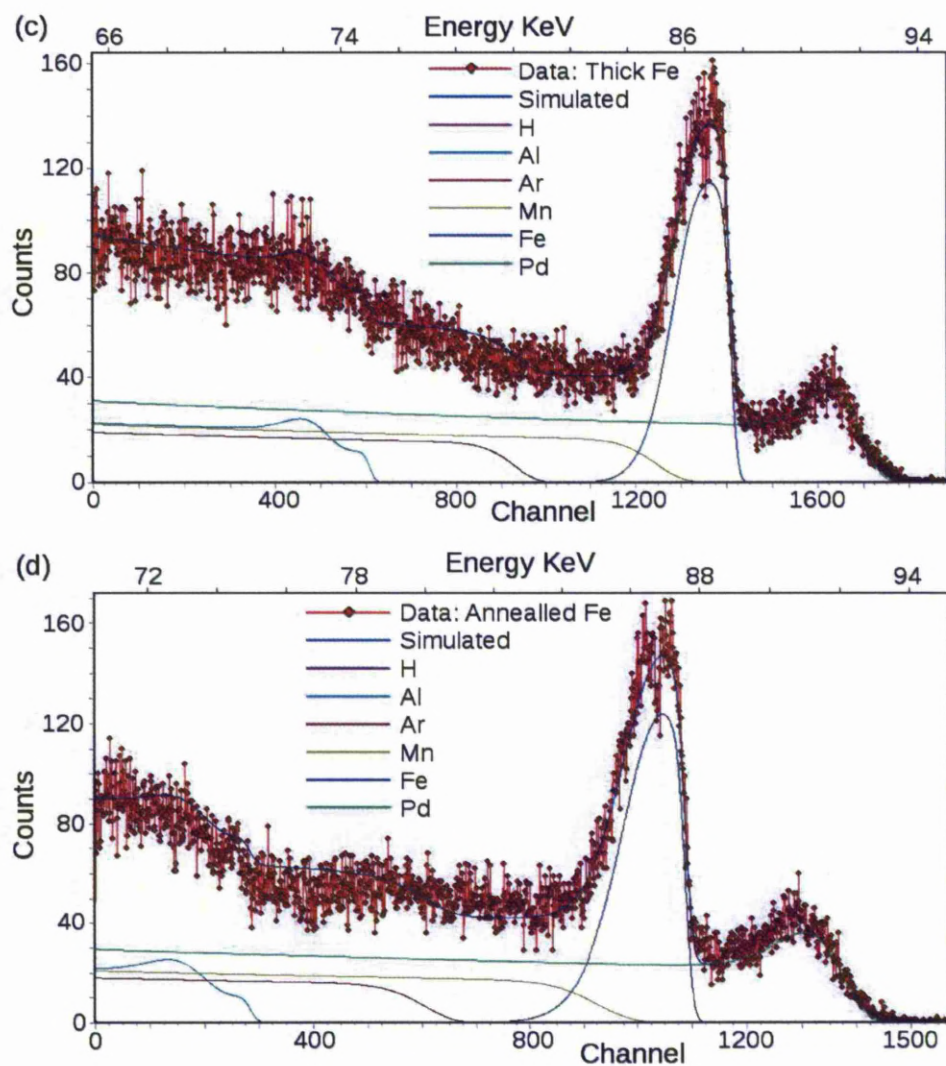 (c)
Energy KeV
66 74 86 94
160
120
80
40
0
Counts
Data: Thick Fe
Simulated
H
Al
Ar
Mn
Fe
Pd
0 400 800 1200 1600
Channel
(d)
Energy KeV
72 78 88 94
160
120
80
40
0
Counts
Data: Annealled Fe
Simulated
H
Al
Ar
Mn
Fe
Pd
0 400 800 1200 1500
Channel